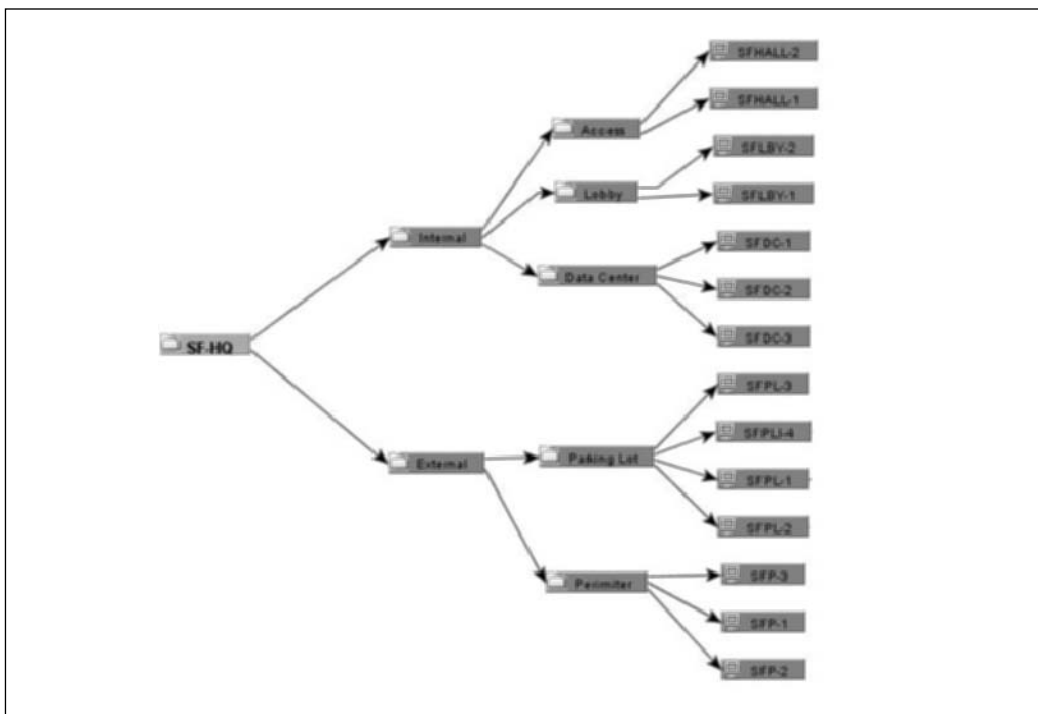 SFHALL-2
SFHALL-1
Access
SFLBY-2
Lobby
SFLBY-1
Internal
SFDC-1
Data Center
SFDC-2
SFDC-3
SF-HQ
SFPL-3
SFPLI-4
External
Parking Lot
SFPL-1
SFPL-2
SFP-3
Perimiter
SFP-1
SFP-2